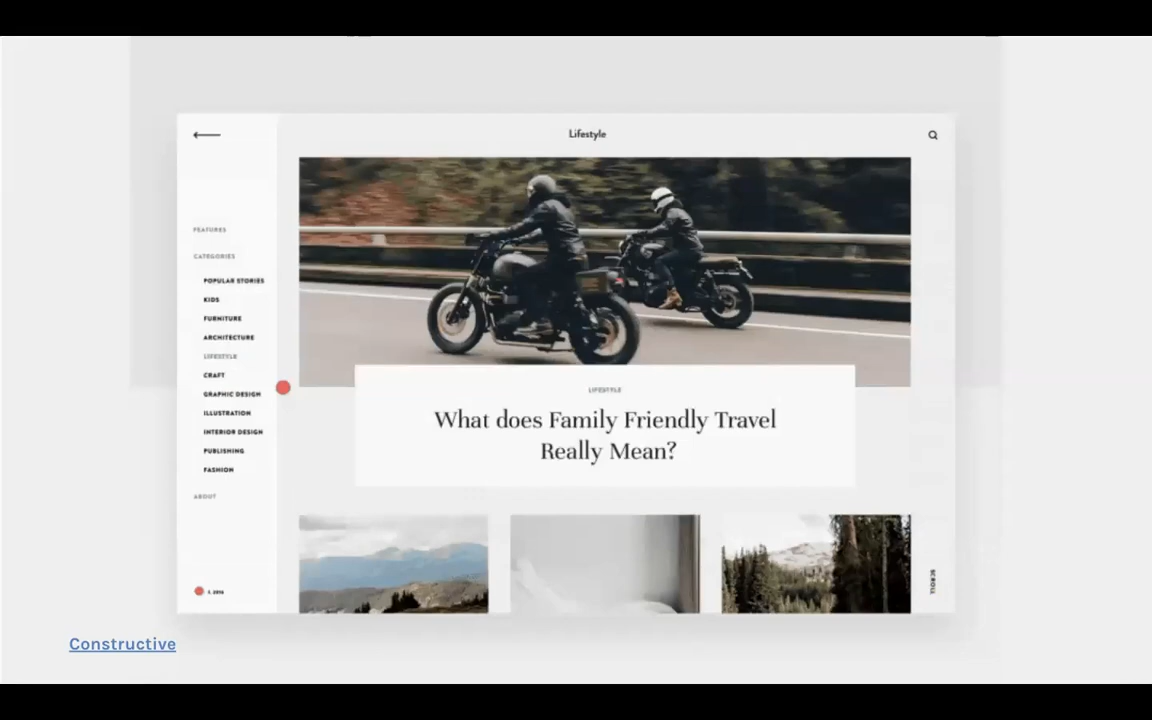 Lifestyle
FEATURES
CATEGORIES
POPULAR STORIES
KIDS
FURNITURE
ARCHITECTURE
LIFESTYLE
CRAFT
GRAPHIC DESIGN
ILLUSTRATION
INTERIOR DESIGN
PUBLISHING
FASHION
ABOUT
LIFESTYLE
What does Family Friendly Travel
Really Mean?
SCROLL
Constructive